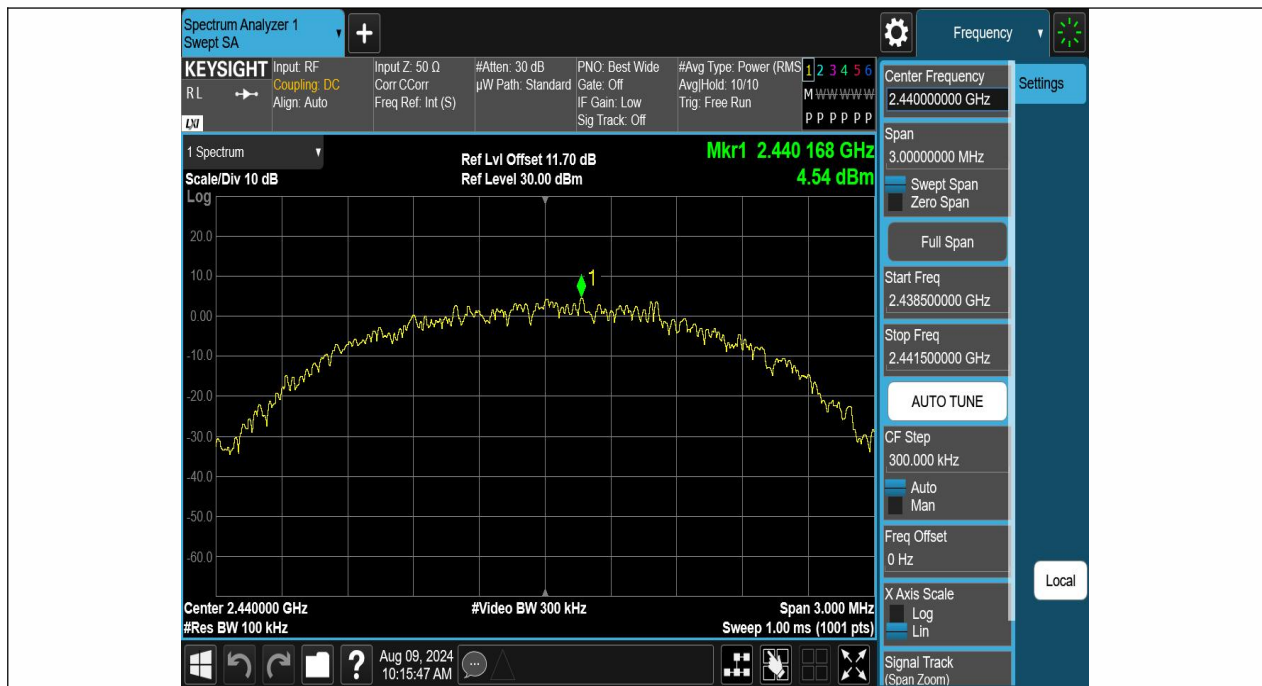 Spectrum Analyzer 1
Swept SA
+
Frequency
KEYSIGHT
RL
LXI
Input: RF
Coupling: DC
Align: Auto
Input Z: 50 Ω
Corr CCorr
Freq Ref: Int (S)
#Atten: 30 dB
µW Path: Standard
PNO: Best Wide
Gate: Off
IF Gain: Low
Sig Track: Off
#Avg Type: Power (RMS
Avg|Hold: 10/10
Trig: Free Run
1 2 3 4 5 6
M W W W W W
P P P P P P
1 Spectrum
Scale/Div 10 dB
Ref Lvl Offset 11.70 dB
Ref Level 30.00 dBm
Mkr1 2.440 168 GHz
4.54 dBm
Log
20.0
10.0
0.00
-10.0
-20.0
-30.0
-40.0
-50.0
-60.0
1
Center 2.440000 GHz
#Res BW 100 kHz
#Video BW 300 kHz
Span 3.000 MHz
Sweep 1.00 ms (1001 pts)
?
Aug 09, 2024
10:15:47 AM
Center Frequency
2.440000000 GHz
Span
3.00000000 MHz
Swept Span
Zero Span
Full Span
Start Freq
2.438500000 GHz
Stop Freq
2.441500000 GHz
AUTO TUNE
CF Step
300.000 kHz
Auto
Man
Freq Offset
0 Hz
X Axis Scale
Log
Lin
Signal Track
(Span Zoom)
Settings
Local